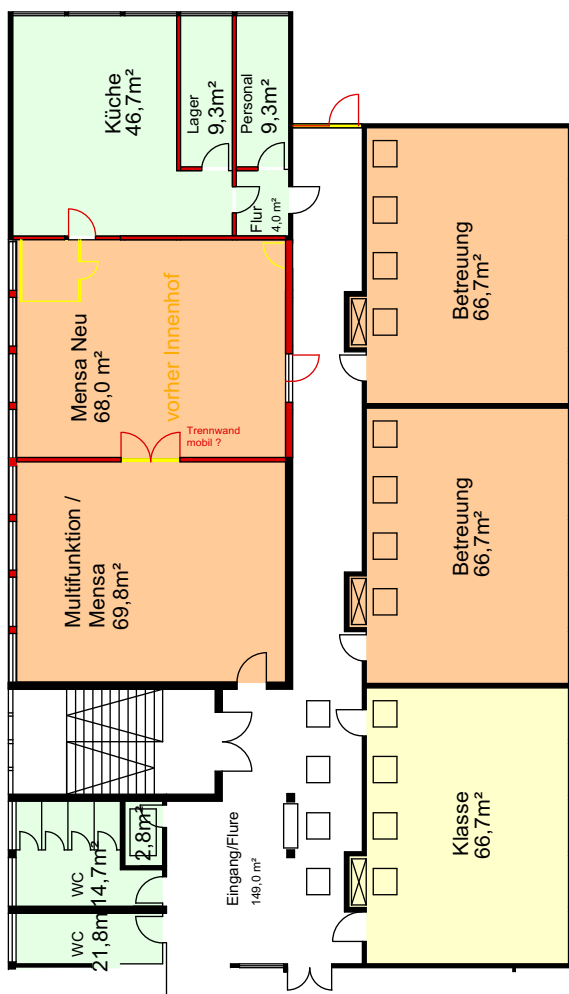 Küche
46,7m²
Lager
9,3m²
Personal
9,3m²
Flur
4,0 m²
Mensa Neu
68,0 m²
vorher Innenhof
Trennwand
mobil ?
Multifunktion /
Mensa
69,8m²
Betreuung
66,7m²
Betreuung
66,7m²
Klasse
66,7m²
Eingang/Flure
149,0 m²
2,8m²
WC
14,7m²
WC
21,8m²